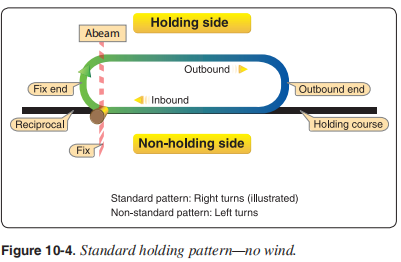 Holding side
Abeam
Outbound
Fix end
Outbound end
Inbound
Reciprocal
Holding course
Fix
Non-holding side
Standard pattern: Right turns (illustrated)
Non-standard pattern: Left turns
Figure 10-4. Standard holding pattern—no wind.